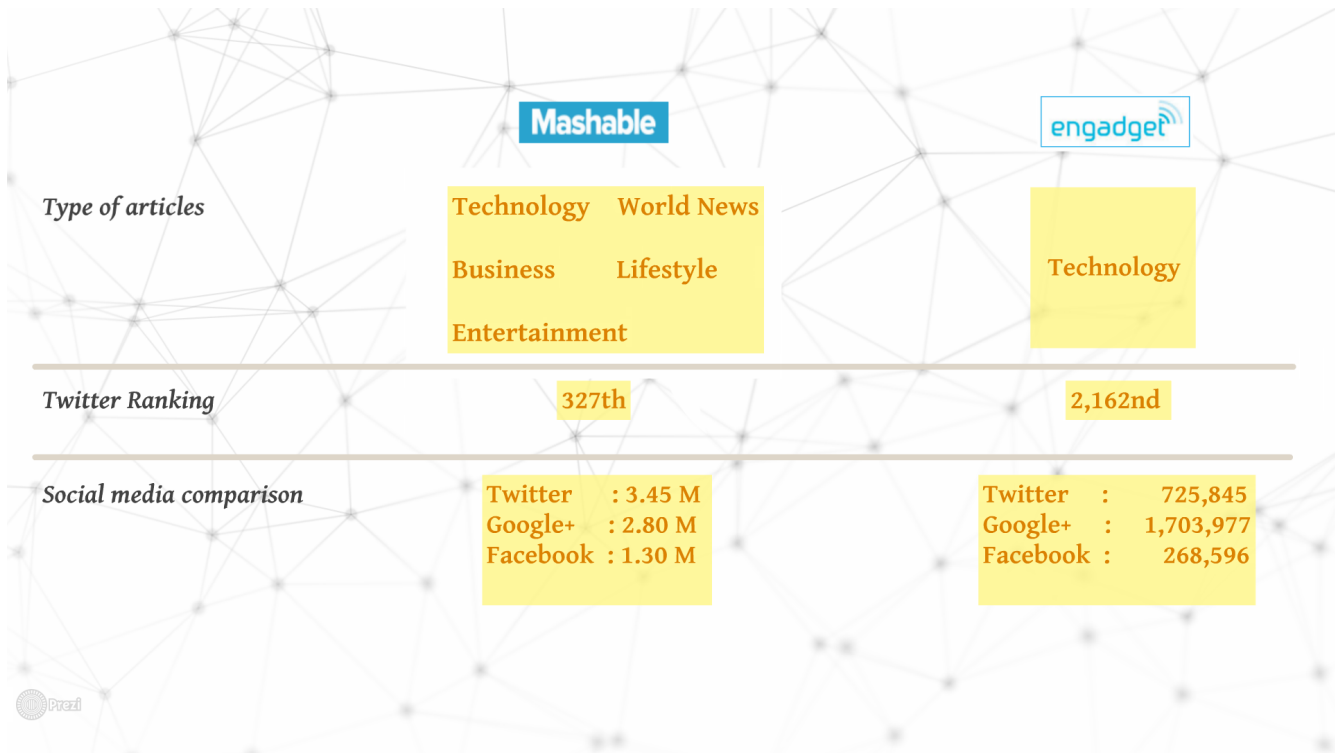 Mashable engadget
Type of articles
Technology World News
Business Lifestyle
Technology
Entertainment
Twitter Ranking 327th 2,162nd
Social media comparison
Twitter : 3.45 M
Google+ : 2.80 M
Facebook : 1.30 M
Twitter : 725,845
Google+ : 1,703,977
Facebook : 268,596
Prezi